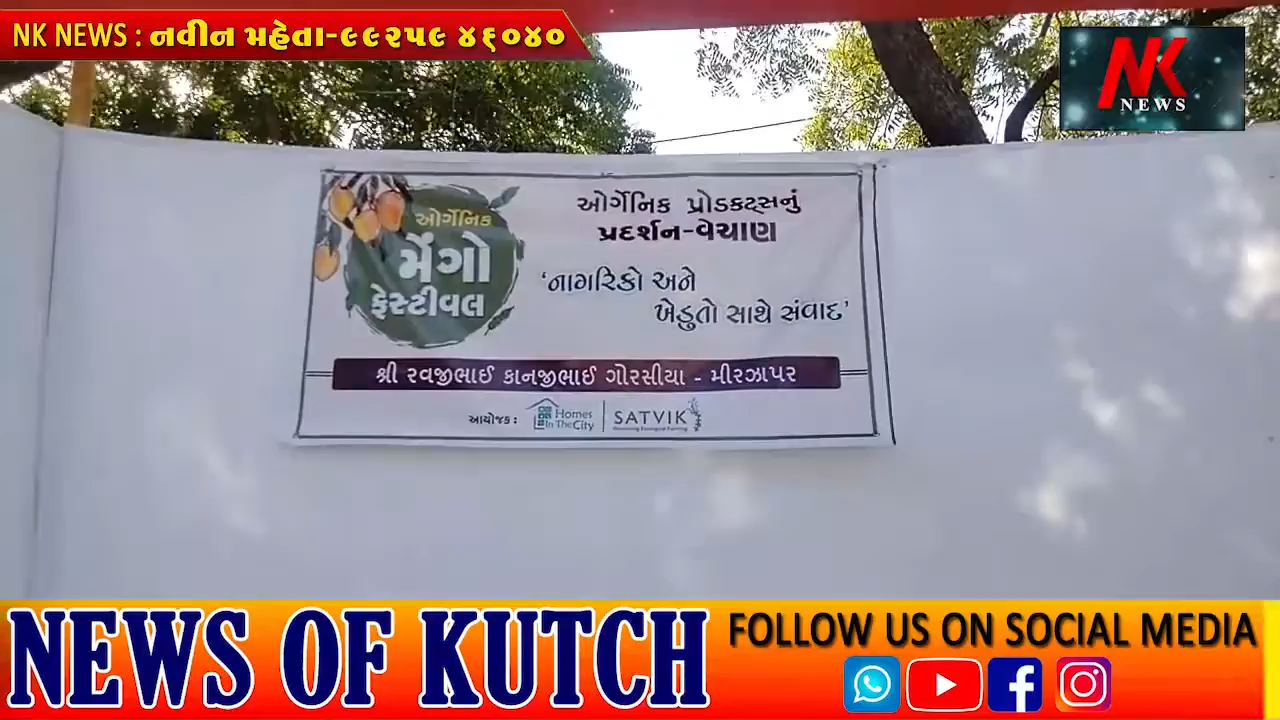 NK NEWS : નવીન મહેતા-૯૯૨૫૯ ૪૬૦૪૦
NK
NEWS
ઓર્ગેનિક
મેંગો
ફેસ્ટીવલ
ઓર્ગેનિક પ્રોડકટ્સનું
પ્રદર્શન-વેચાણ
'નાગરિકો અને
ખેડુતો સાથે સંવાદ'
શ્રી રવજીભાઈ કાનજીભાઈ ગોરસીયા - મીરઝાપર
આયોજક :
Homes
In The City
SATVIK
NEWS OF KUTCH
FOLLOW US ON SOCIAL MEDIA